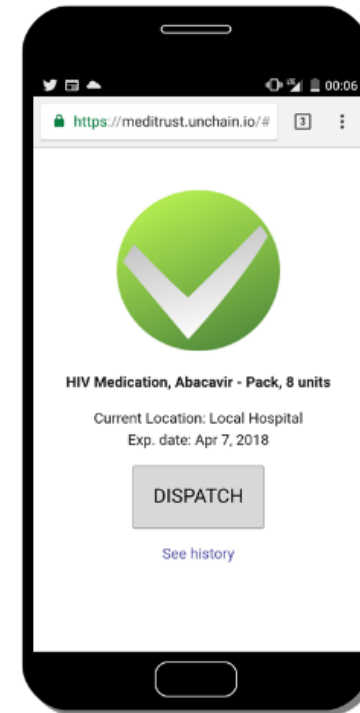 00:06
https://meditrust.unchain.io/#
3
HIV Medication, Abacavir - Pack, 8 units
Current Location: Local Hospital
Exp. date: Apr 7, 2018
DISPATCH
See history